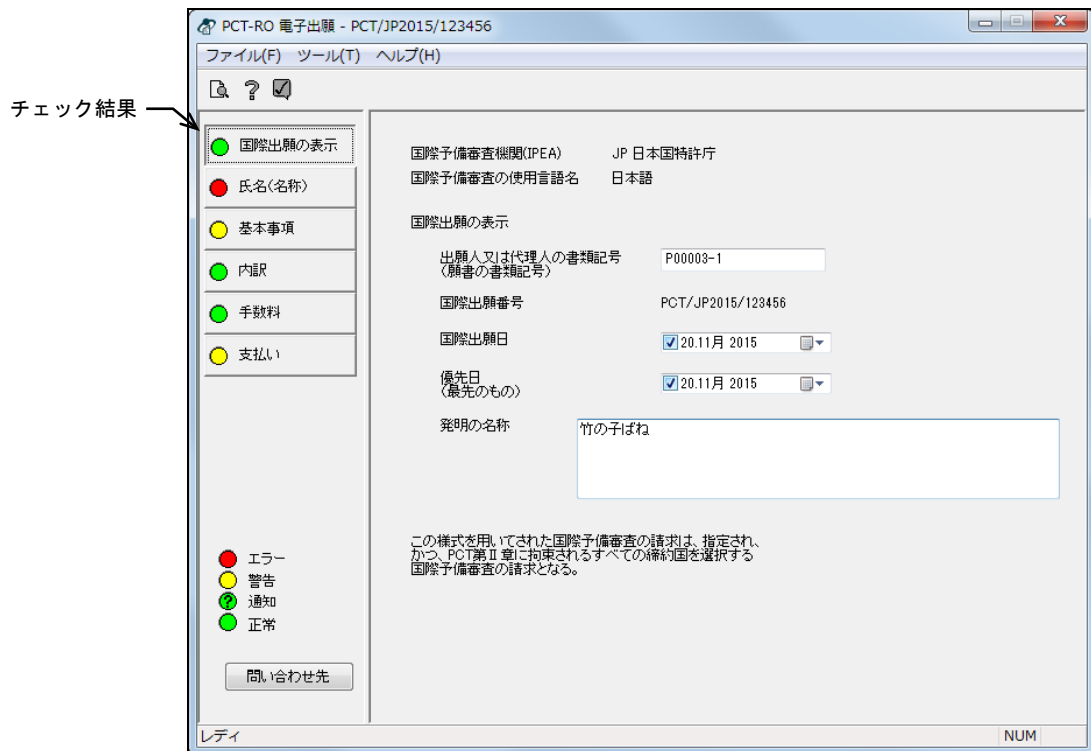 PCT-RO 電子出願 - PCT/JP2015/123456
ファイル(F) ツール(T) ヘルプ(H)
チェック結果
国際出願の表示
氏名(名称)
基本事項
内訳
手数料
支払い
エラー
警告
通知
正常
問い合わせ先
国際予備審査機関(IPEA) JP 日本国特許庁
国際予備審査の使用言語名 日本語
国際出願の表示
出願人又は代理人の書類記号
(願書の書類記号)
P00003-1
国際出願番号 PCT/JP2015/123456
国際出願日 20.11月 2015
優先日
(最先のもの)
20.11月 2015
発明の名称 竹の子ばね
この様式を用いてされた国際予備審査の請求は、指定され、
かつ、PCT第Ⅱ章に拘束されるすべての締約国を選択する
国際予備審査の請求となる。
レディ NUM